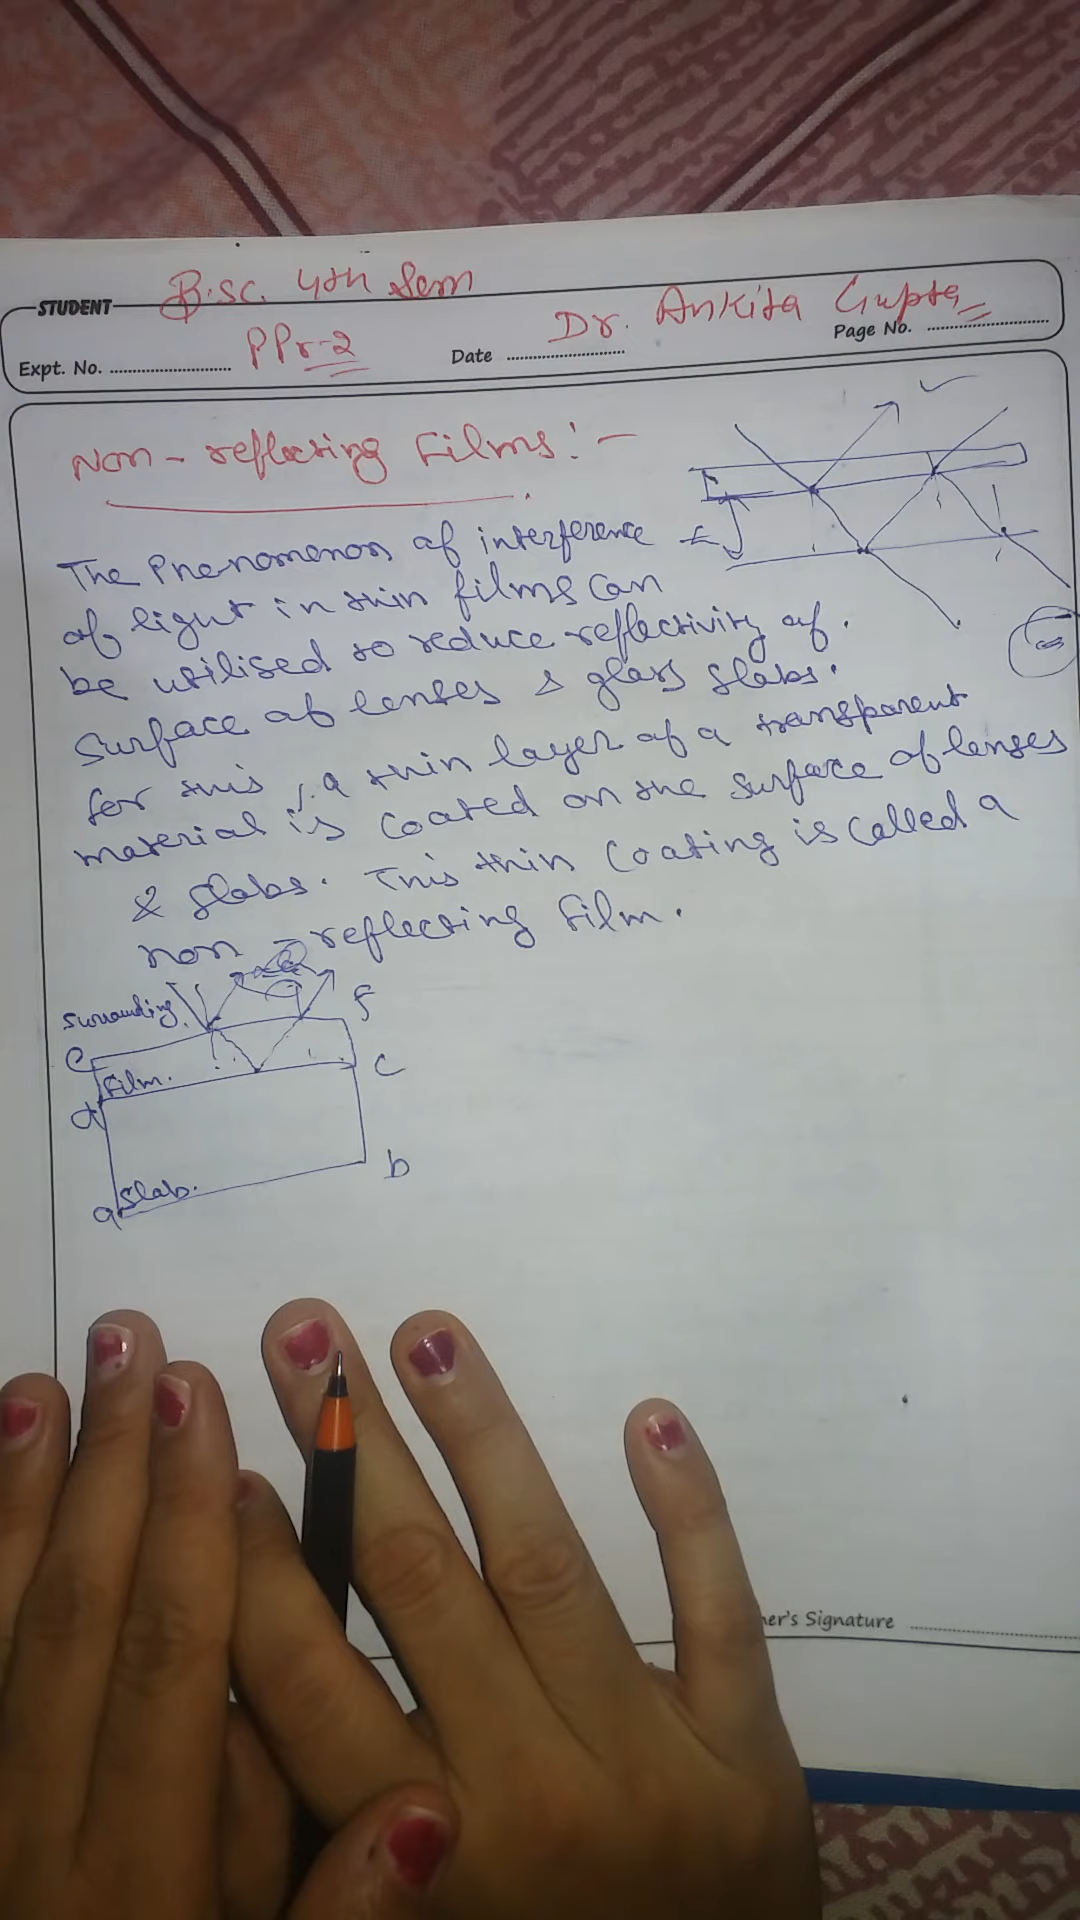 B.sc. 4th Sem
STUDENT
PPr-2
Dr. Ankita Gupta
Expt. No.
Date
Page No.
Non - reflecting Films:-
The Phenomenon of interference
of light in thin films can
be utilised to reduce reflectivity of.
Surface of lenses & glass slabs.
for this, a thin layer of a transparent
material is coated on the surface of lenses
& slabs. This thin coating is called a
non - reflecting film.
Surrounding
f
e
film.
c
d
b
Slab.
a
t
∞
ner's Signature